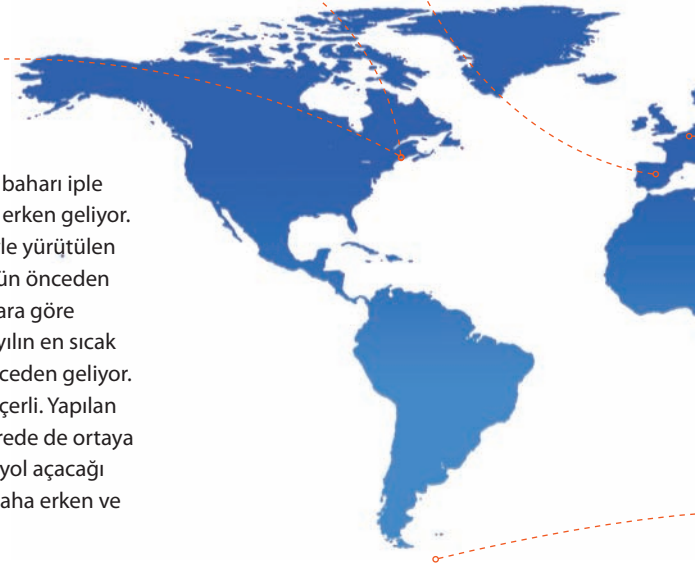 baharı iple
erken geliyor.
le yürütülen
ün önceden
ara göre
yılın en sıcak
ceden geliyor.
çerli. Yapılan
rede de ortaya
yol açacağı
aha erken ve